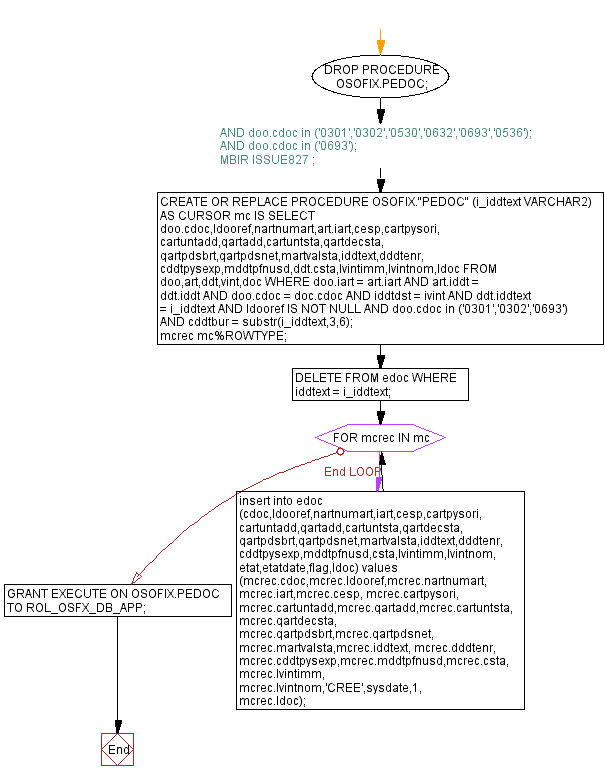 DROP PROCEDURE
OSOFIX.PEDOC;
AND doo.cdoc in ('0301','0302','0530','0632','0693','0536');
AND doo.cdoc in ('0693');
MBIR ISSUE827 ;
CREATE OR REPLACE PROCEDURE OSOFIX."PEDOC" (i_iddtext VARCHAR2)
AS CURSOR mc IS SELECT
doo.cdoc,ldooref,nartnumart,art.iart,cesp,cartpysori,
cartuntadd,qartadd,cartuntsta,qartdecsta,
qartpdsbrt,qartpdsnet,martvalsta,iddtext,dddtenr,
cddtpysexp,mddtpfnusd,ddt.csta,lvintimm,lvintnom,ldoc FROM
doo,art,ddt,vint,doc WHERE doo.iart = art.iart AND art.iddt =
ddt.iddt AND doo.cdoc = doc.cdoc AND iddtdst = ivint AND ddt.iddtext
= i_iddtext AND ldooref IS NOT NULL AND doo.cdoc in ('0301','0302','0693')
AND cddtbur = substr(i_iddtext,3,6);
mcrec mc%ROWTYPE;
DELETE FROM edoc WHERE
iddtext = i_iddtext;
FOR mcrec IN mc
End LOOP
insert into edoc
(cdoc,ldooref,nartnumart,iart,cesp,cartpysori,
cartuntadd,qartadd,cartuntsta,qartdecsta,
qartpdsbrt,qartpdsnet,martvalsta,iddtext,dddtenr,
cddtpysexp,mddtpfnusd,csta,lvintimm,lvintnom,
etat,etatdate,flag,ldoc) values
(mcrec.cdoc,mcrec.ldooref,mcrec.nartnumart,
mcrec.iart,mcrec.cesp, mcrec.cartpysori,
mcrec.cartuntadd,mcrec.qartadd,mcrec.cartuntsta,
mcrec.qartdecsta,
mcrec.qartpdsbrt,mcrec.qartpdsnet,
mcrec.martvalsta,mcrec.iddtext, mcrec.dddtenr,
mcrec.cddtpysexp,mcrec.mddtpfnusd,mcrec.csta,
mcrec.lvintimm,
mcrec.lvintnom,'CREE',sysdate,1,
mcrec.ldoc);
GRANT EXECUTE ON OSOFIX.PEDOC
TO ROL_OSFX_DB_APP;
End